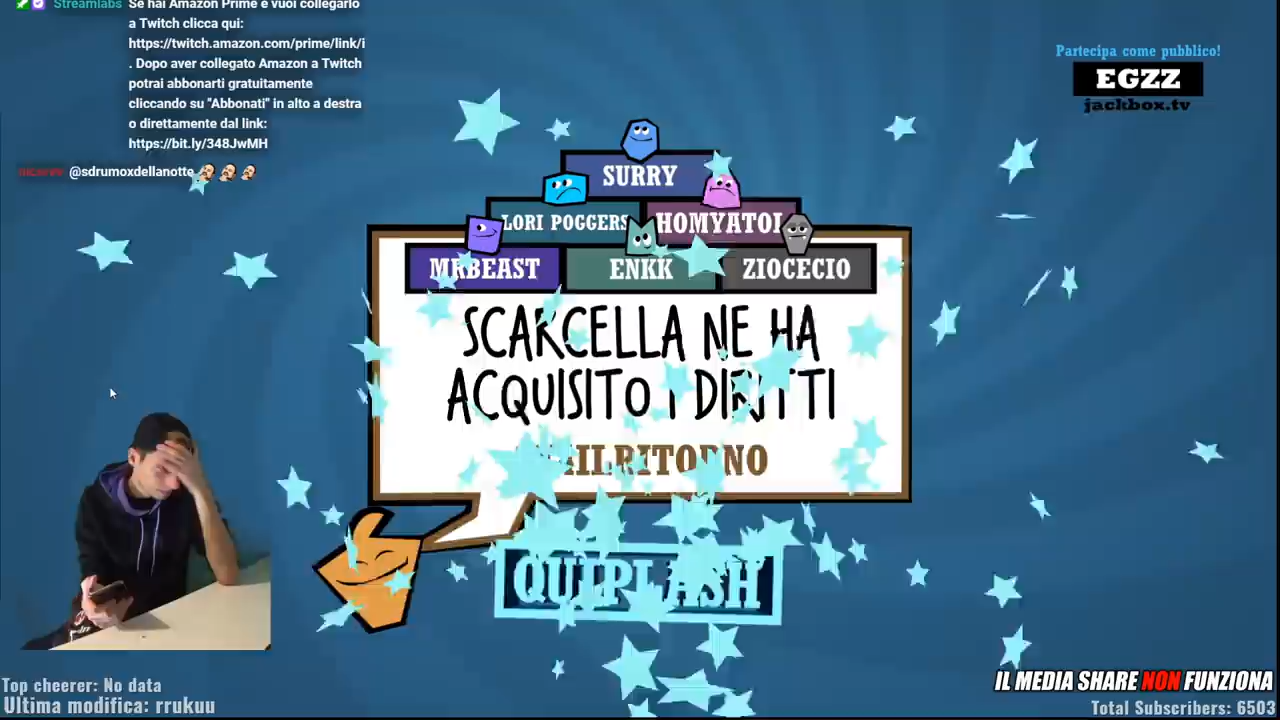 Streamlabs Se hai Amazon Prime e vuoi collegarlo
a Twitch clicca qui:
https://twitch.amazon.com/prime/link/i
. Dopo aver collegato Amazon a Twitch
potrai abbonarti gratuitamente
cliccando su "Abbonati" in alto a destra
o direttamente dal link:
https://bit.ly/348JwMH
@sdrumoxdellanotte
Partecipa come pubblico!
EGZZ
jackbox.tv
SURRY
LORI POGGERS
HOMYATOL
MRBEAST
ENKK
ZIOCECIO
SCARCELLA NE HA
ACQUISITO I DIRITTI
QUIPLASH
Top cheerer: No data
Ultima modifica: rrukuu
IL MEDIA SHARE NON FUNZIONA
Total Subscribers: 6503